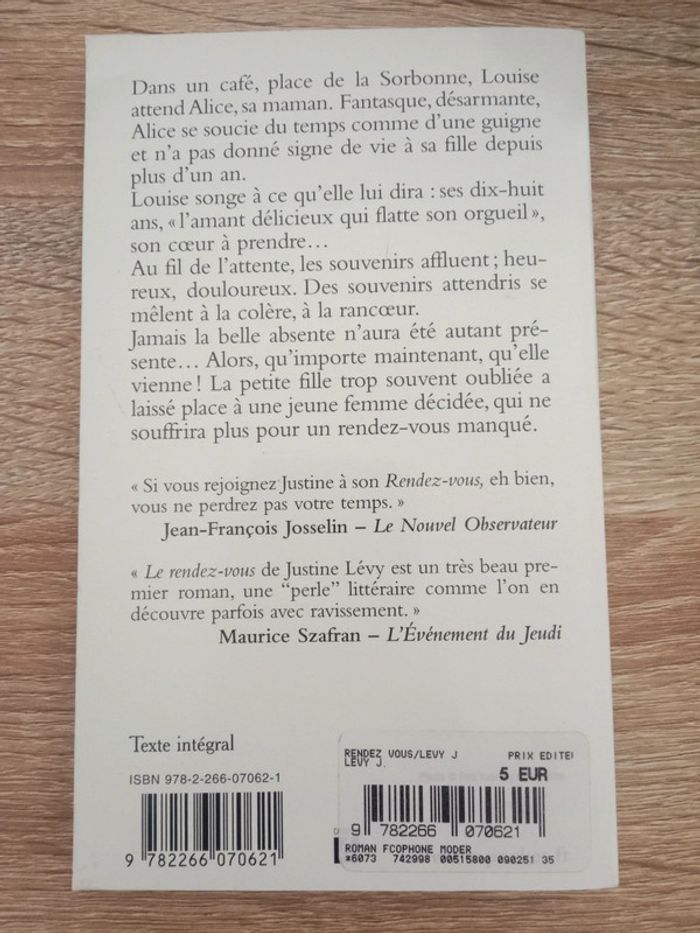 Dans un café, place de la Sorbonne, Louise
attend Alice, sa maman. Fantasque, désarmante,
Alice se soucie du temps comme d'une guigne
et n'a pas donné signe de vie à sa fille depuis
plus d'un an.
Louise songe à ce qu'elle lui dira : ses dix-huit
ans, « l'amant délicieux qui flatte son orgueil »,
son cœur à prendre…
Au fil de l'attente, les souvenirs affluent ; heu-
reux, douloureux. Des souvenirs attendris se
mêlent à la colère, à la rancœur.
Jamais la belle absente n'aura été autant pré-
sente… Alors, qu'importe maintenant, qu'elle
vienne ! La petite fille trop souvent oubliée a
laissé place à une jeune femme décidée, qui ne
souffrira plus pour un rendez-vous manqué.
« Si vous rejoignez Justine à son Rendez-vous, eh bien,
vous ne perdrez pas votre temps. »
Jean-François Josselin – Le Nouvel Observateur
« Le rendez-vous de Justine Lévy est un très beau pre-
mier roman, une “perle” littéraire comme l'on en
découvre parfois avec ravissement. »
Maurice Szafran – L'Événement du Jeudi
Texte intégral
ISBN 978-2-266-07062-1
9 782266 070621
RENDEZ VOUS/LEVY J PRIX EDITE
LEVY J.
5 EUR
9 782266 070621
ROMAN FCOPHONE MODER
*6073 742998 00515800 090251 35